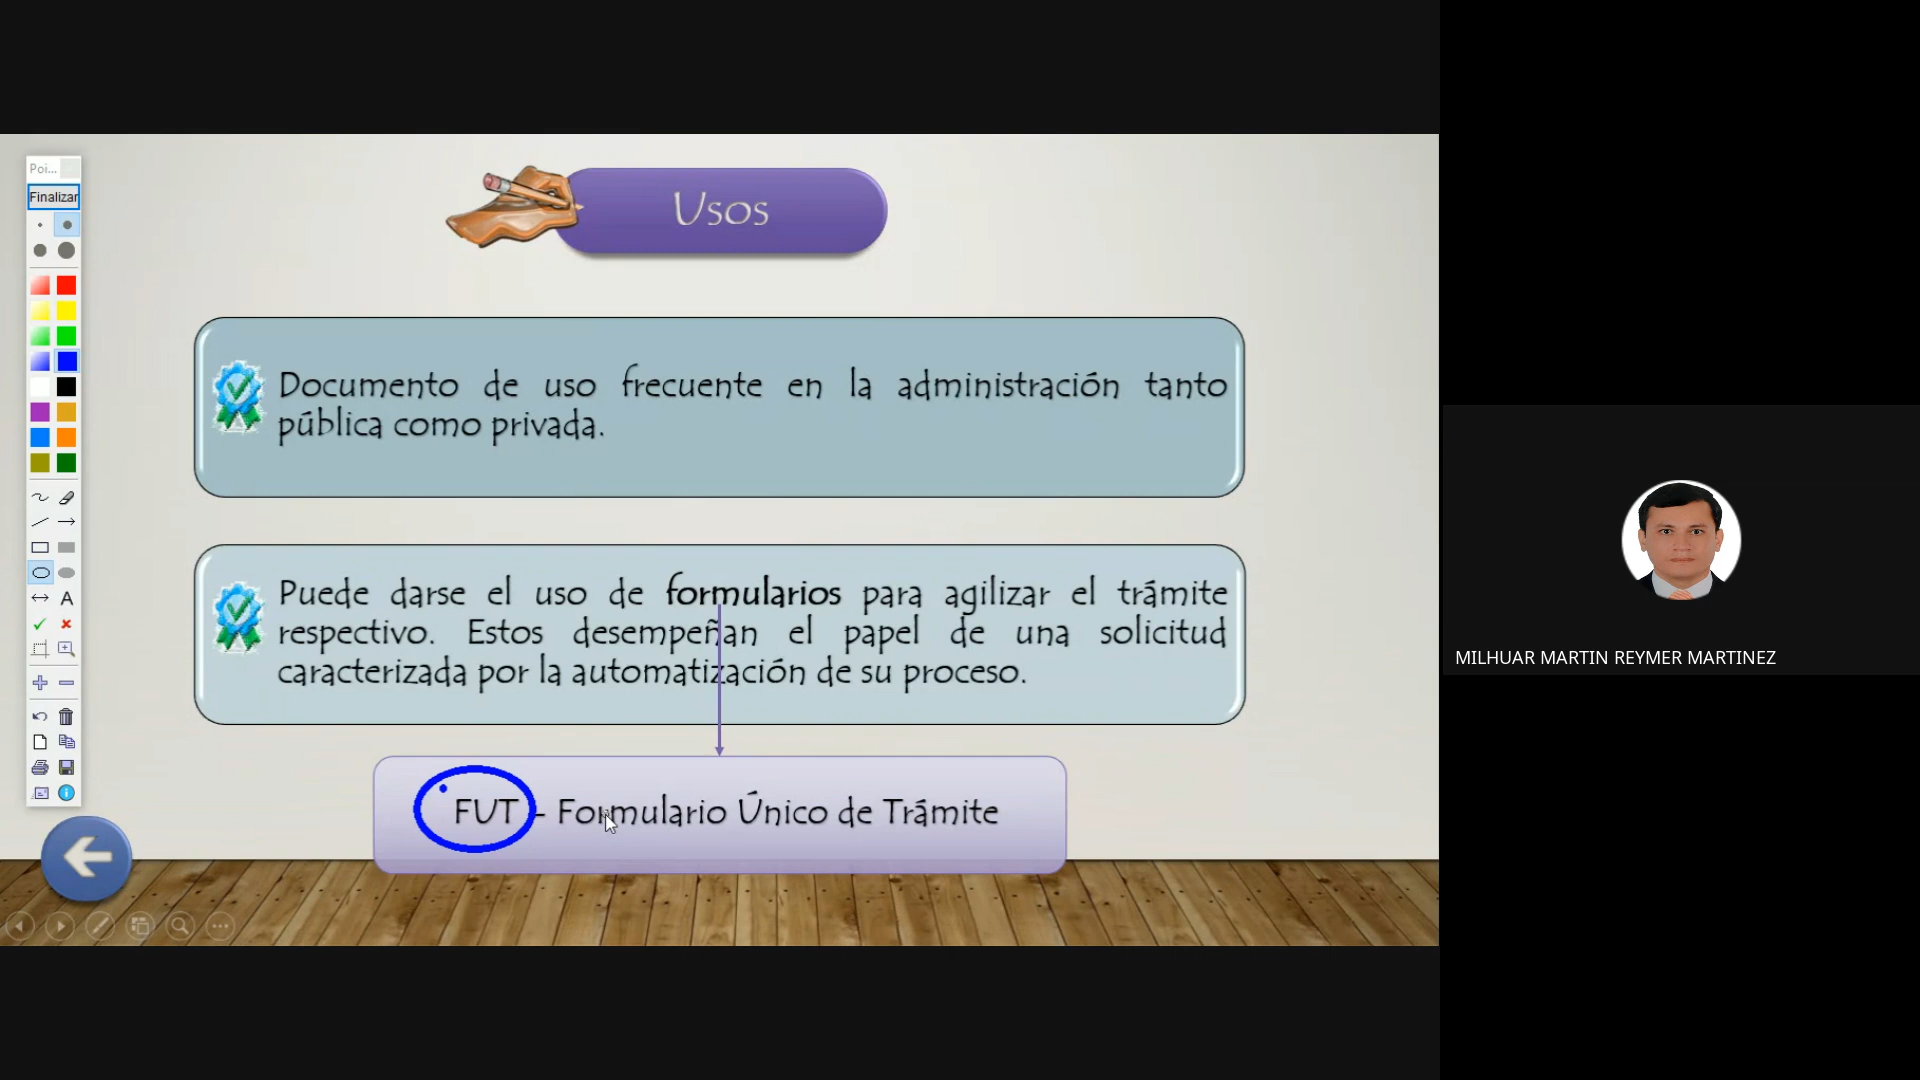 Poi...
Finalizar
Usos
Documento de uso frecuente en la administración tanto
pública como privada.
Puede darse el uso de formularios para agilizar el trámite
respectivo. Estos desempeñan el papel de una solicitud
caracterizada por la automatización de su proceso.
FUT - Formulario Único de Trámite
A
MILHUAR MARTIN REYMER MARTINEZ